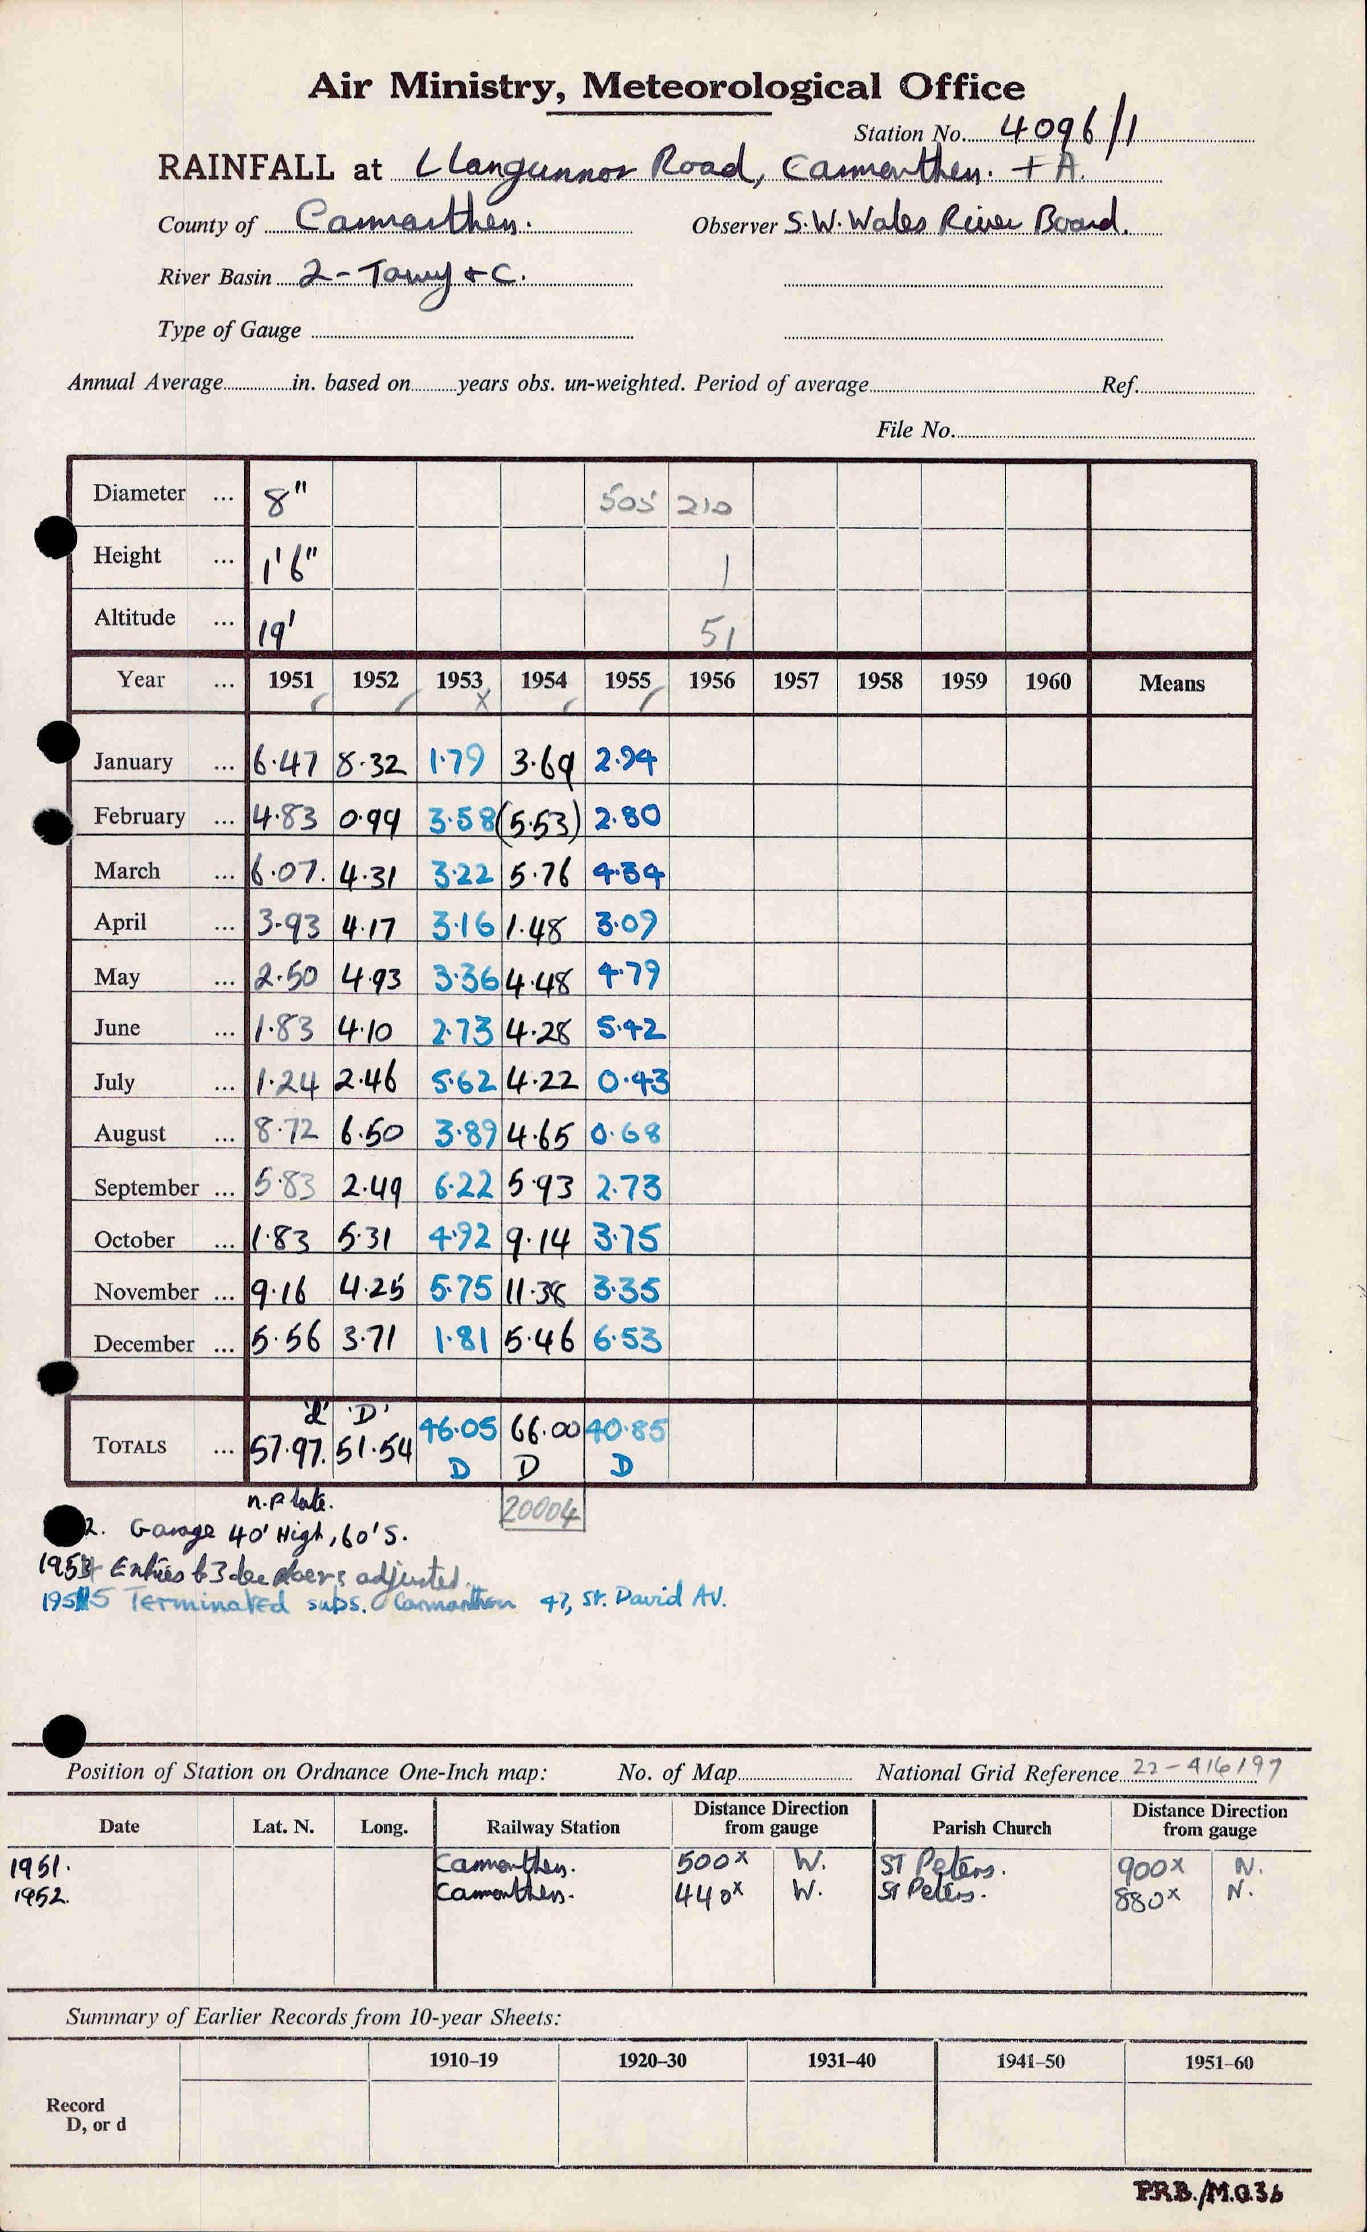 Air Ministry, Meteorological Office
Station No. 4096/1
RAINFALL at Llangunnor Road, Carmarthen. + A.
County of Carmarthen. Observer S.W. Wales River Board.
River Basin 2 - Towy & C.
Type of Gauge
Annual Average in. based on years obs. un-weighted. Period of average Ref.
File No.
Diameter ... 8" 505 210
Height ... 1'6" 1
Altitude ... 19' 51
Year ... 1951 1952 1953 1954 1955 1956 1957 1958 1959 1960 Means
January ... 6.47 8.32 1.79 3.69 2.94
February ... 4.83 0.99 3.58 (5.53) 2.80
March ... 6.07. 4.31 3.22 5.76 4.34
April ... 3.93 4.17 3.16 1.48 3.09
May ... 2.50 4.93 3.36 4.48 4.79
June ... 1.83 4.10 2.73 4.28 5.42
July ... 1.24 2.46 5.62 4.22 0.43
August ... 8.72 6.50 3.89 4.65 0.68
September ... 5.83 2.49 6.22 5.93 2.73
October ... 1.83 5.31 4.92 9.14 3.75
November ... 9.16 4.25 5.75 11.38 3.35
December ... 5.56 3.71 1.81 5.46 6.53
'd' 'D'
TOTALS ... 57.97. 51.54 46.05 66.00 40.85
D D D
n.P late. 20004
2. Garage 40' High, 60' S.
Entries to 3 dec places adjusted.
5 Terminated subs. Carmarthen 47, St. David Av.
Position of Station on Ordnance One-Inch map: No. of Map National Grid Reference 22-416197
Date Lat. N. Long. Railway Station Distance Direction from gauge Parish Church Distance Direction from gauge
1951. Carmarthen. 500x W. St Peters. 900x N.
1952. Carmarthen. 440x W. St Peters. 880x N.
Summary of Earlier Records from 10-year Sheets:
1910–19 1920–30 1931–40 1941–50 1951–60
Record
D, or d
P.R.B./M.O.36